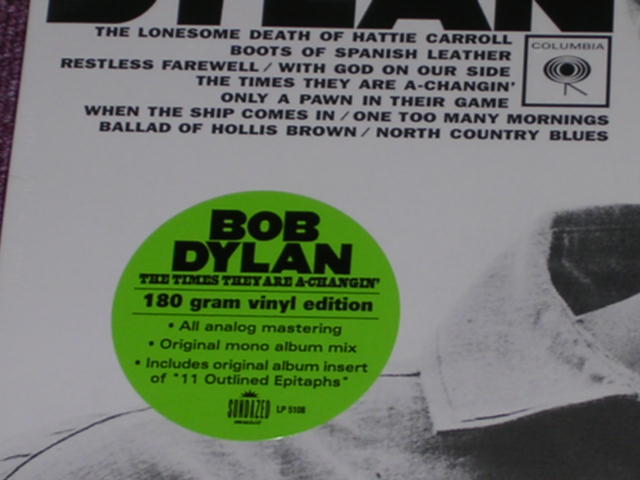 DYLAN
THE LONESOME DEATH OF HATTIE CARROLL
BOOTS OF SPANISH LEATHER
RESTLESS FAREWELL / WITH GOD ON OUR SIDE
THE TIMES THEY ARE A-CHANGIN'
ONLY A PAWN IN THEIR GAME
WHEN THE SHIP COMES IN / ONE TOO MANY MORNINGS
BALLAD OF HOLLIS BROWN / NORTH COUNTRY BLUES
COLUMBIA
BOB
DYLAN
THE TIMES THEY ARE A-CHANGIN'
180 gram vinyl edition
• All analog mastering
• Original mono album mix
• Includes original album insert
of "11 Outlined Epitaphs"
SUNDAZED LP 5108